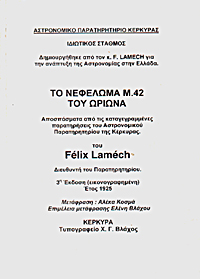 ΑΣΤΡΟΝΟΜΙΚΟ ΠΑΡΑΤΗΡΗΤΗΡΙΟ ΚΕΡΚΥΡΑΣ
ΙΔΙΩΤΙΚΟΣ ΣΤΑΘΜΟΣ
Δημιουργήθηκε από τον κ. F. LAMECH για
την ανάπτυξη της Αστρονομίας στην Ελλάδα.
ΤΟ ΝΕΦΕΛΩΜΑ Μ.42
ΤΟΥ ΩΡΙΩΝΑ
Αποσπάσματα από τις καταγεγραμμένες
παρατηρήσεις του Αστρονομικού
Παρατηρητηρίου της Κέρκυρας.
του
Félix Lamèch
Διευθυντή του Παρατηρητηρίου.
3η Έκδοση (εικονογραφημένη)
Έτος 1925
Μετάφραση : Αλέκα Κοσμά
Επιμέλεια μετάφρασης Ελένη Βλάχου
ΚΕΡΚΥΡΑ
Τυπογραφείο Χ. Γ. Βλάχος